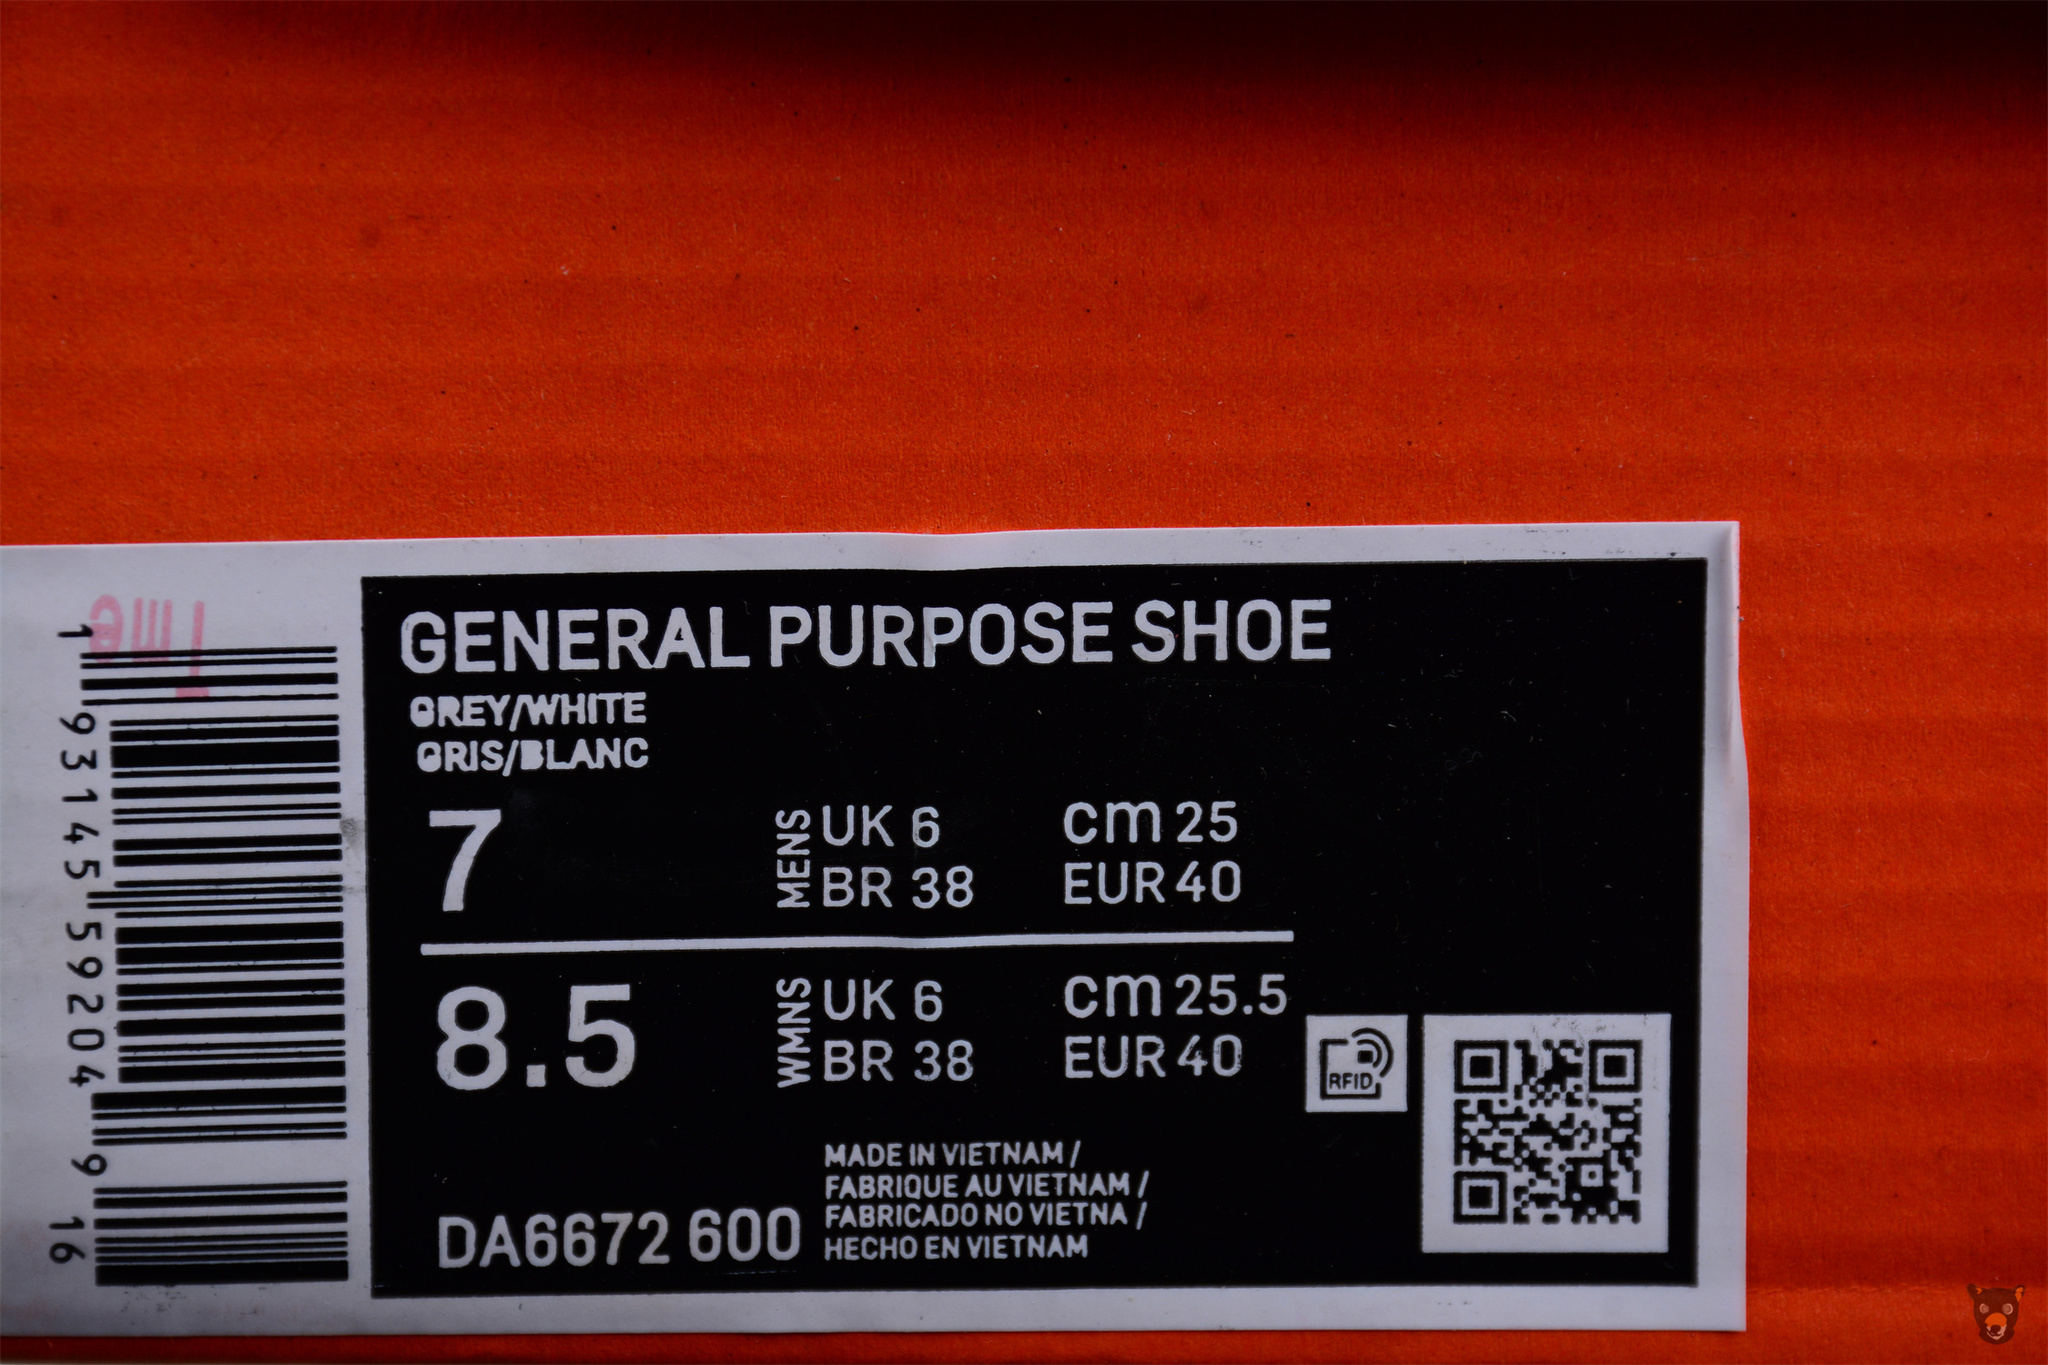 GENERAL PURPOSE SHOE
GREY/WHITE
GRIS/BLANC
7
MENS
UK 6
cm 25
BR 38
EUR 40
8.5
WMNS
UK 6
cm 25.5
BR 38
EUR 40
RFID
DA6672 600
MADE IN VIETNAM /
FABRIQUE AU VIETNAM /
FABRICADO NO VIETNA /
HECHO EN VIETNAM
1 93145 59204 9 16